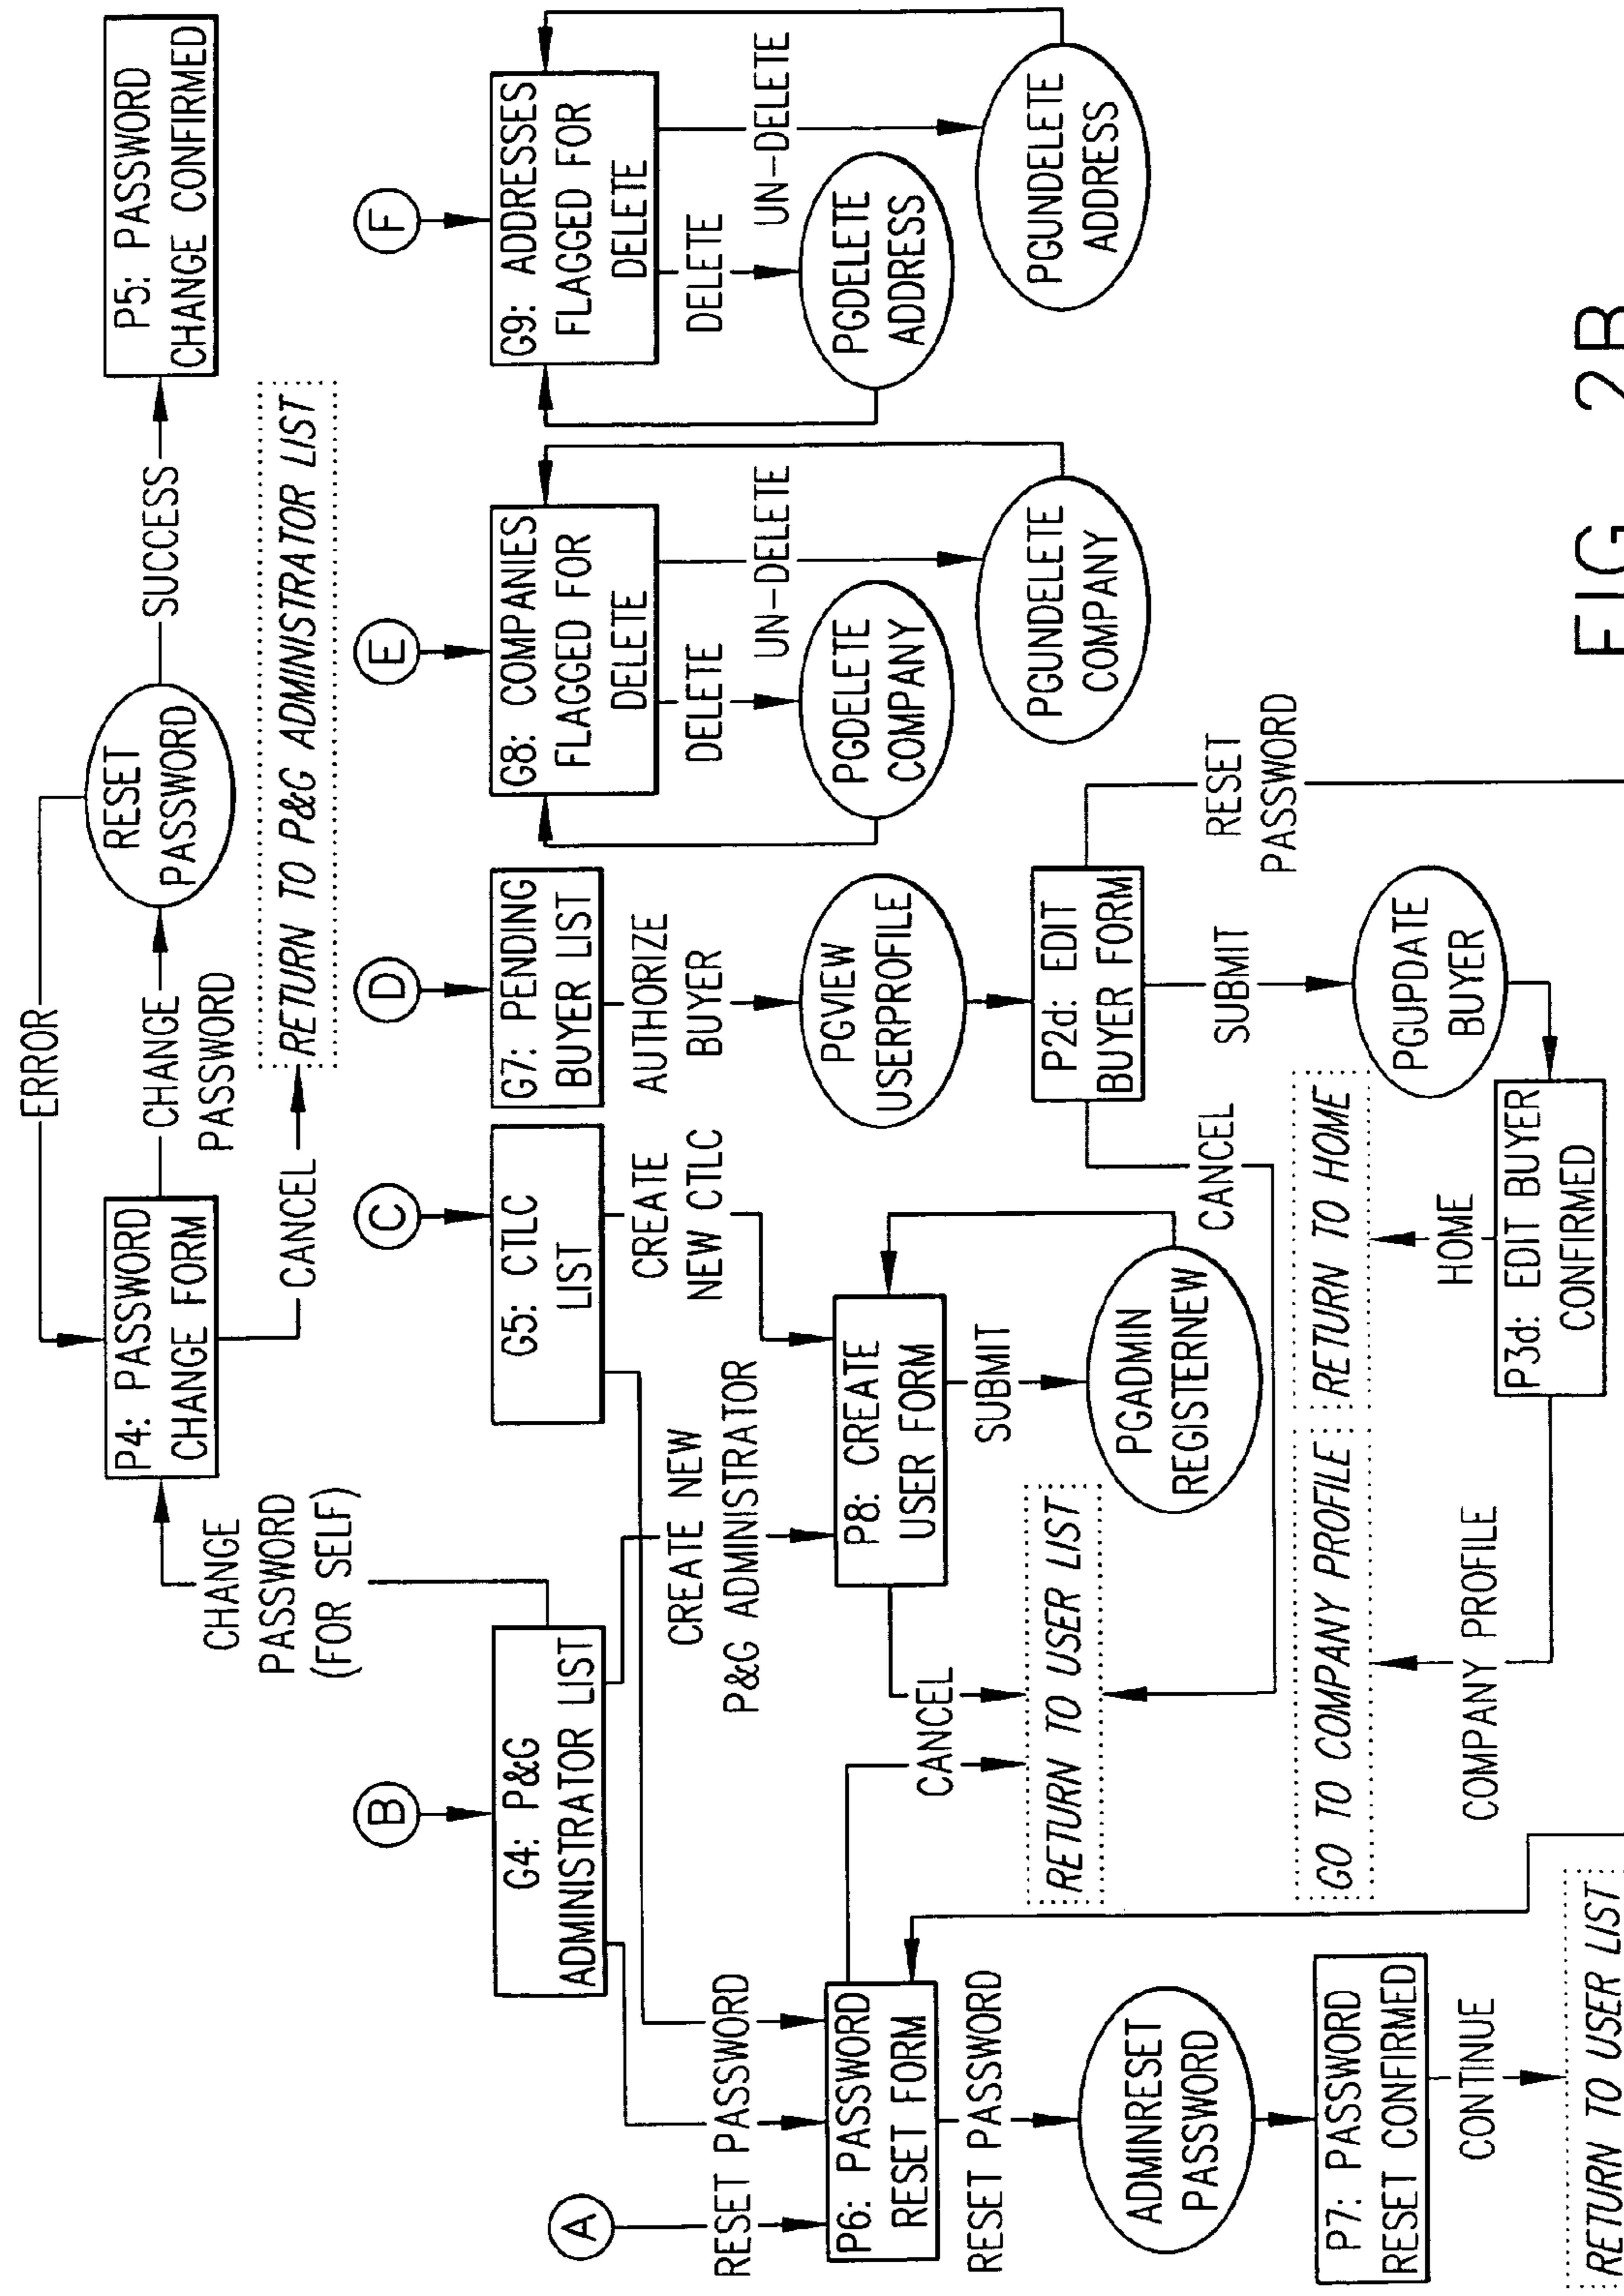 ERROR
P4: PASSWORD
CHANGE FORM
CHANGE
PASSWORD
RESET
PASSWORD
SUCCESS
P5: PASSWORD
CHANGE CONFIRMED
CHANGE
PASSWORD
(FOR SELF)
CANCEL
RETURN TO P&G ADMINISTRATOR LIST
A
B
C
D
E
F
G4: P&G
ADMINISTRATOR LIST
G5: CTLC
LIST
G7: PENDING
BUYER LIST
G8: COMPANIES
FLAGGED FOR
DELETE
G9: ADDRESSES
FLAGGED FOR
DELETE
RESET PASSWORD
RESET PASSWORD
CREATE NEW
P&G ADMINISTRATOR
CREATE
NEW CTLC
AUTHORIZE
BUYER
DELETE
UN-DELETE
DELETE
UN-DELETE
P6: PASSWORD
RESET FORM
P8: CREATE
USER FORM
PGVIEW
USERPROFILE
PGDELETE
COMPANY
PGDELETE
ADDRESS
RESET PASSWORD
CANCEL
SUBMIT
PGUNDELETE
COMPANY
PGUNDELETE
ADDRESS
P2d: EDIT
BUYER FORM
ADMINRESET
PASSWORD
RETURN TO USER LIST
PGADMIN
REGISTERNEW
CANCEL
SUBMIT
RESET
PASSWORD
P7: PASSWORD
RESET CONFIRMED
GO TO COMPANY PROFILE
RETURN TO HOME
PGUPDATE
BUYER
CONTINUE
COMPANY PROFILE
HOME
P3d: EDIT BUYER
CONFIRMED
RETURN TO USER LIST
FIG 2B